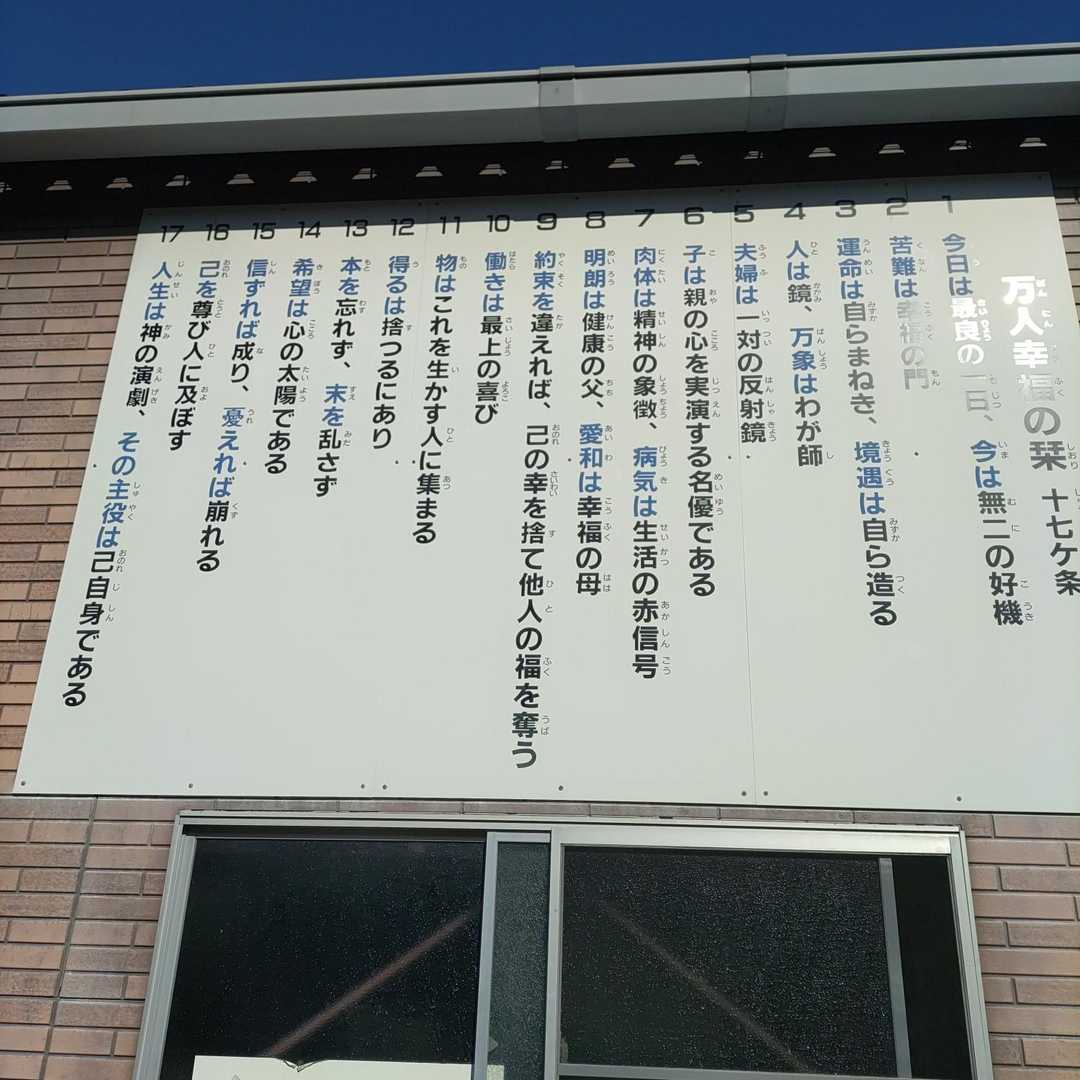 万人幸福の栞 十七ケ条
1 今日は最良の一日、今は無二の好機
2 苦難は幸福の門
3 運命は自らまねき、境遇は自ら造る
4 人は鏡、万象はわが師
5 夫婦は一対の反射鏡
6 子は親の心を実演する名優である
7 肉体は精神の象徴、病気は生活の赤信号
8 明朗は健康の父、愛和は幸福の母
9 約束を違えれば、己の幸を捨て他人の福を奪う
10 働きは最上の喜び
11 物はこれを生かす人に集まる
12 得るは捨つるにあり
13 本を忘れず、末を乱さず
14 希望は心の太陽である
15 信ずれば成り、憂えれば崩れる
16 己を尊び人に及ぼす
17 人生は神の演劇、その主役は己自身である